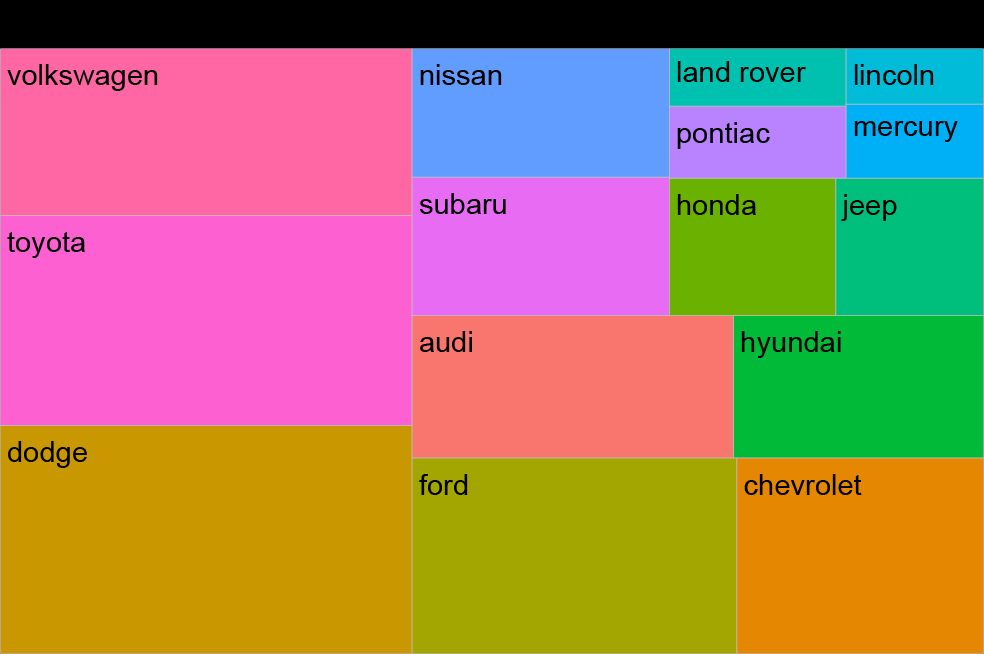 volkswagen
toyota
dodge
nissan
subaru
audi
ford
land rover
pontiac
lincoln
mercury
honda
jeep
hyundai
chevrolet